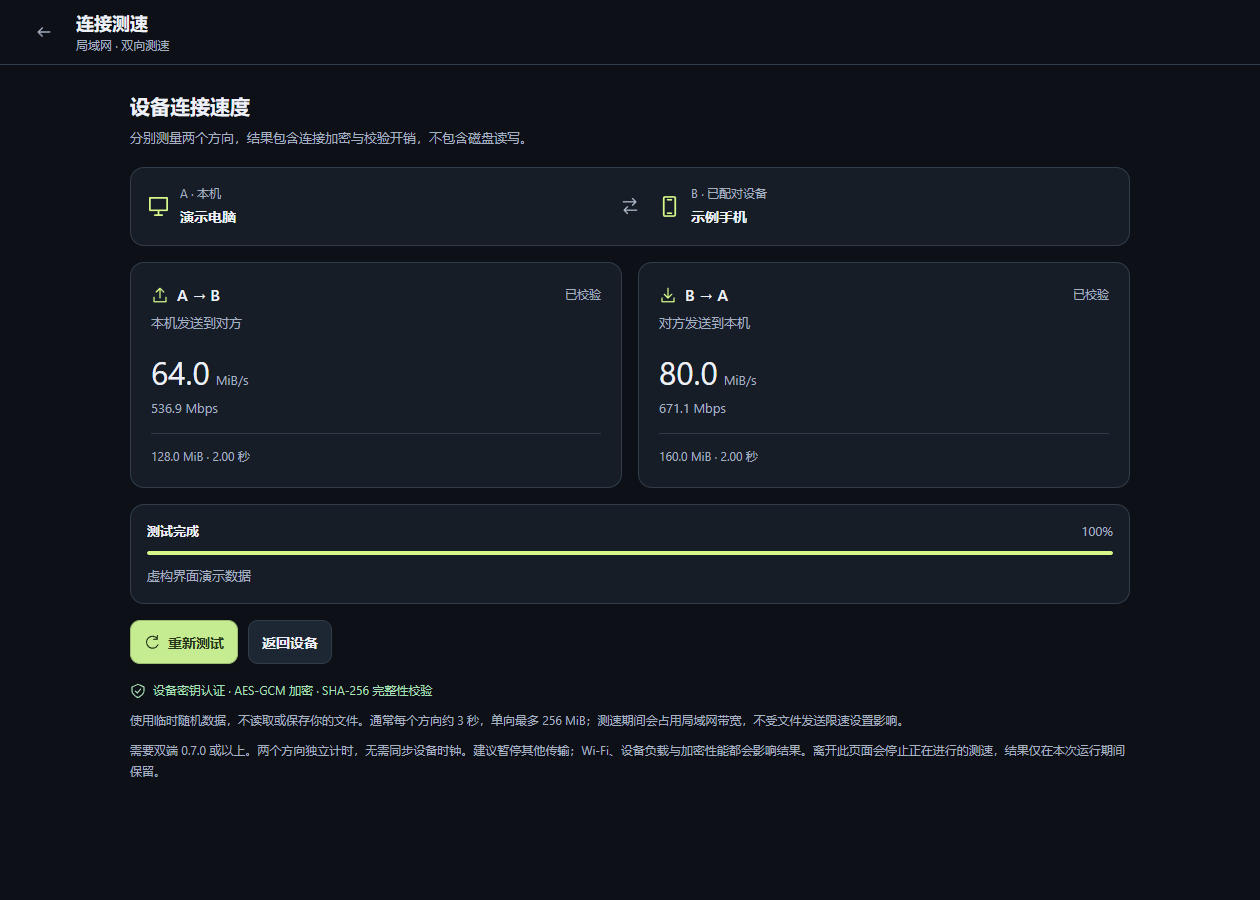 连接测速
局域网 · 双向测速
设备连接速度
分别测量两个方向，结果包含连接加密与校验开销，不包含磁盘读写。
A · 本机
演示电脑
B · 已配对设备
示例手机
A → B
已校验
本机发送到对方
64.0 MiB/s
536.9 Mbps
128.0 MiB · 2.00 秒
B → A
已校验
对方发送到本机
80.0 MiB/s
671.1 Mbps
160.0 MiB · 2.00 秒
测试完成
100%
虚构界面演示数据
重新测试
返回设备
设备密钥认证 · AES-GCM 加密 · SHA-256 完整性校验
使用临时随机数据，不读取或保存你的文件。通常每个方向约 3 秒，单向最多 256 MiB；测速期间会占用局域网带宽，不受文件发送限速设置影响。
需要双端 0.7.0 或以上。两个方向独立计时，无需同步设备时钟。建议暂停其他传输；Wi-Fi、设备负载与加密性能都会影响结果。离开此页面会停止正在进行的测速，结果仅在本次运行期间
保留。